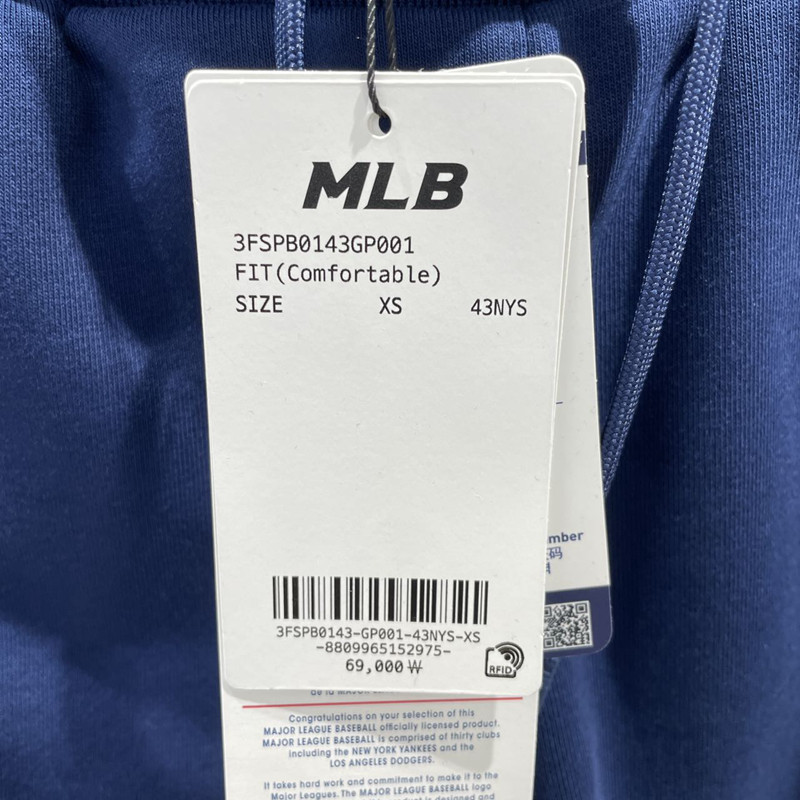 MLB
3FSPB0143GP001
FIT(Comfortable)
SIZE XS 43NYS
3FSPB0143-GP001-43NYS-XS
-8809965152975-
69,000₩
RFID
Congratulations on your selection of this
MAJOR LEAGUE BASEBALL officially licensed product.
MAJOR LEAGUE BASEBALL is comprised of thirty clubs
including the NEW YORK YANKEES and the
LOS ANGELES DODGERS.
It takes hard work and commitment to make it to the
Major Leagues. The MAJOR LEAGUE BASEBALL logo